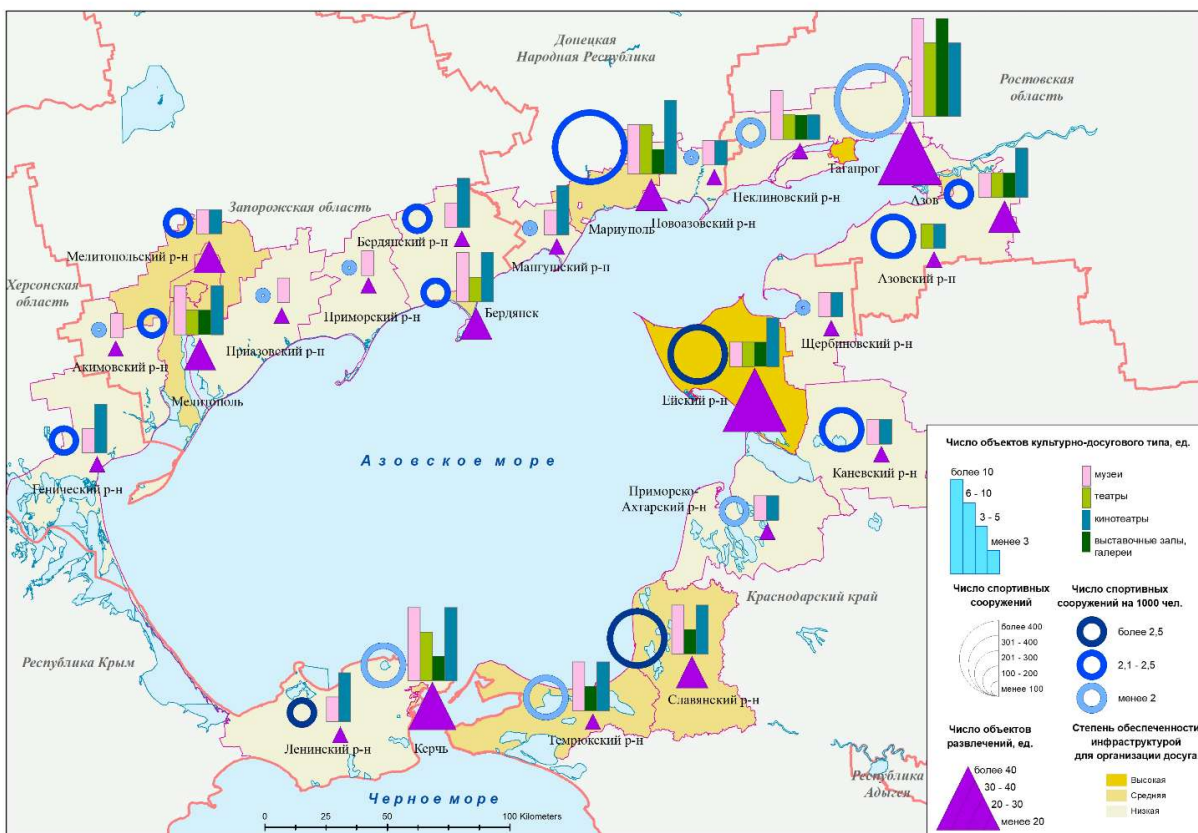 Донецкая
Народная Республика
Ростовская
область
Таганрог
Неклиновский р-н
Азов
Новоазовский р-н
Мариуполь
Запорожская область
Бердянский р-п
Мангушский р-п
Азовский р-п
Мелитопольский р-н
Херсонская
область
Приморский р-н
Бердянск
Щербиновский р-н
Акимовский р-н
Приазовский р-п
Мелитополь
Ейский р-н
Азовское море
Каневский р-н
Генический р-н
Приморско-
Ахтарский р-н
Краснодарский край
Республика Крым
Славянский р-н
Ленинский р-н
Керчь
Темрюкский р-н
Республика
Адыгея
Черное море
0 20 40 60 80 100 Kilometers
Число объектов культурно-досугового типа, ед.
более 10
6 - 10
3 - 5
менее 3
музеи
театры
кинотеатры
выставочные залы,
галереи
Число спортивных
сооружений
более 400
301 - 400
201 - 300
100 - 200
менее 100
Число спортивных
сооружений на 1000 чел.
более 2,5
2,1 - 2,5
менее 2
Число объектов
развлечений, ед.
более 40
30 - 40
20 - 30
менее 20
Степень обеспеченности
инфраструктурой
для организации досуга
Высокая
Средняя
Низкая